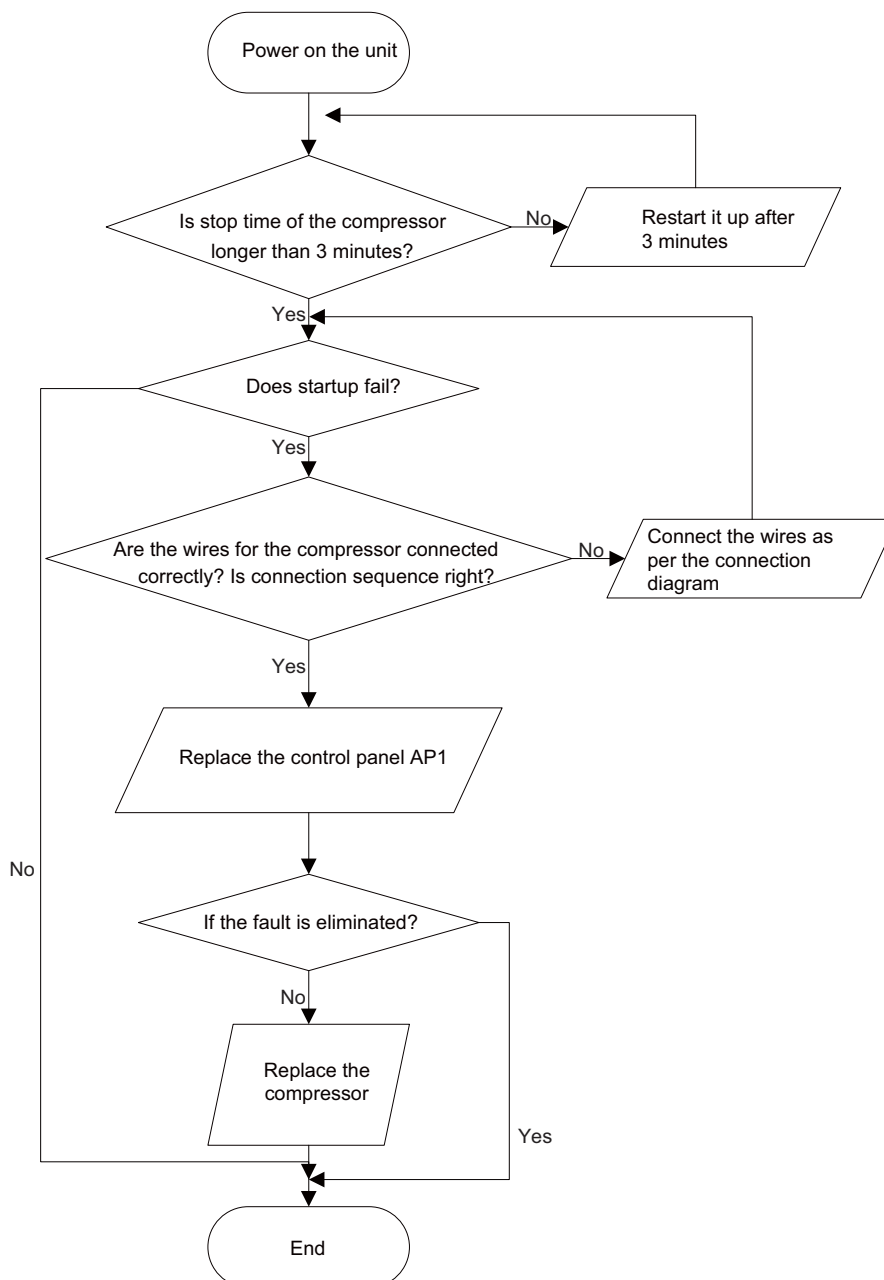 Power on the unit
Is stop time of the compressor
longer than 3 minutes?
No
Restart it up after
3 minutes
Yes
Does startup fail?
Yes
Are the wires for the compressor connected
correctly? Is connection sequence right?
No
Connect the wires as
per the connection
diagram
Yes
Replace the control panel AP1
No
If the fault is eliminated?
No
Replace the
compressor
Yes
End